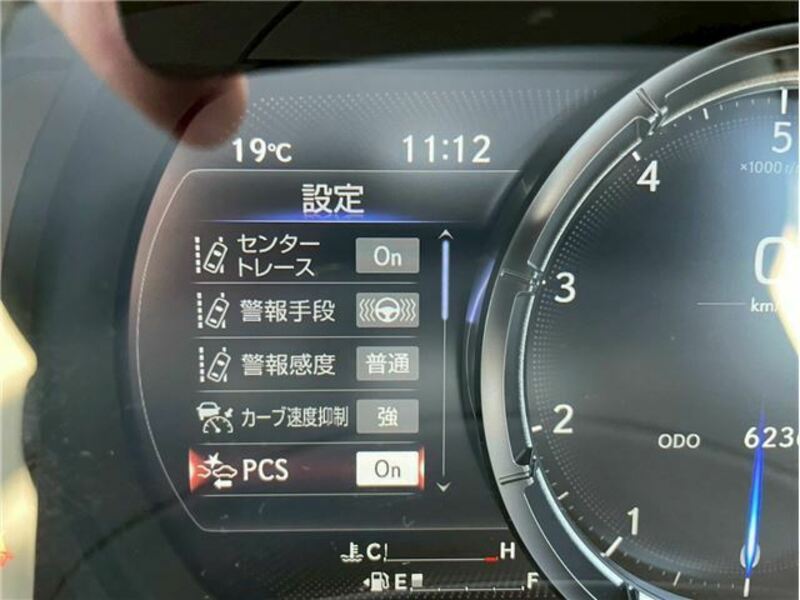 19℃ 11:12
設定
センター
トレース
On
警報手段
警報感度 普通
カーブ速度抑制 強
PCS On
C H
E F
5
×1000 r/
4
3
2
1
0
km/
ODO 623